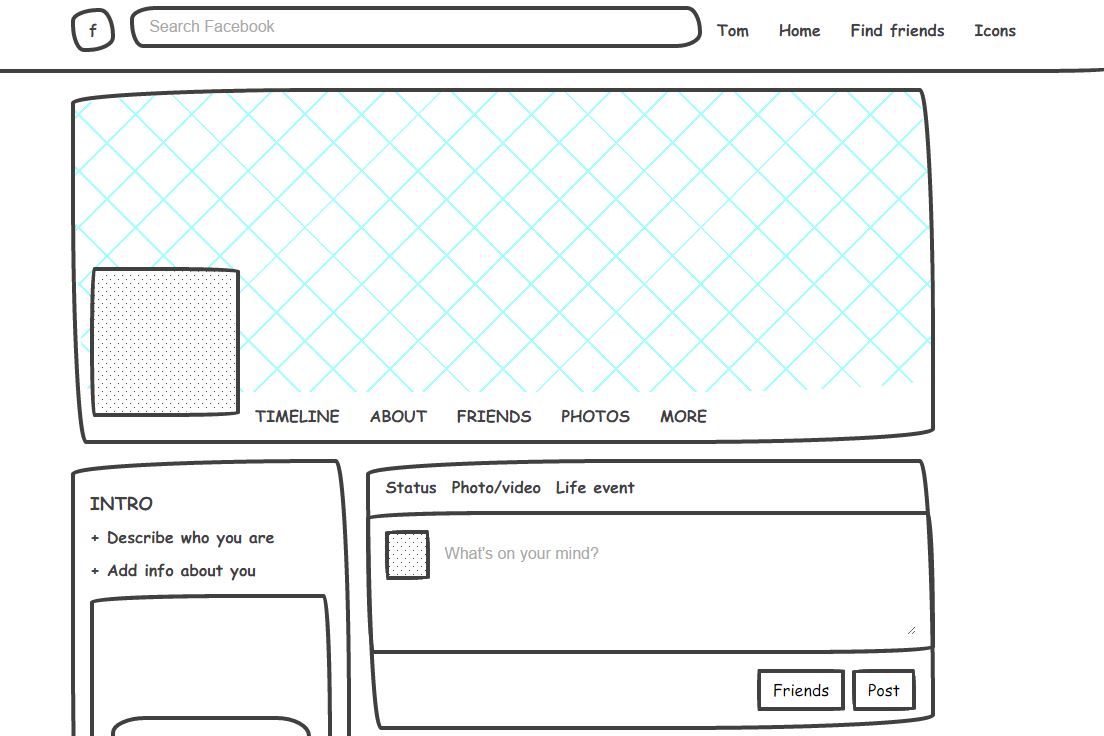 f Search Facebook Tom Home Find friends Icons
TIMELINE ABOUT FRIENDS PHOTOS MORE
INTRO
+ Describe who you are
+ Add info about you
Status Photo/video Life event
What's on your mind?
Friends Post